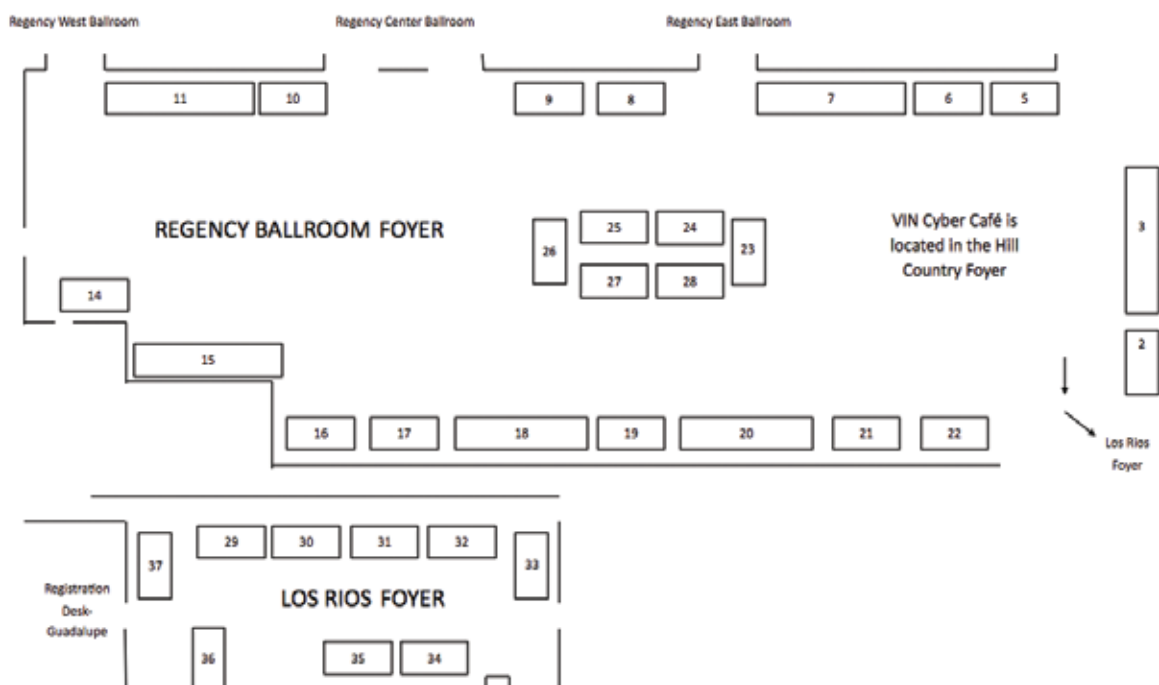 Regency West Ballroom
Regency Center Ballroom
Regency East Ballroom
11
10
9
8
7
6
5
REGENCY BALLROOM FOYER
26
25
24
23
27
28
VIN Cyber Café is
located in the Hill
Country Foyer
3
14
2
15
16
17
18
19
20
21
22
Los Rios
Foyer
37
29
30
31
32
33
Registration
Desk-
Guadalupe
LOS RIOS FOYER
36
35
34